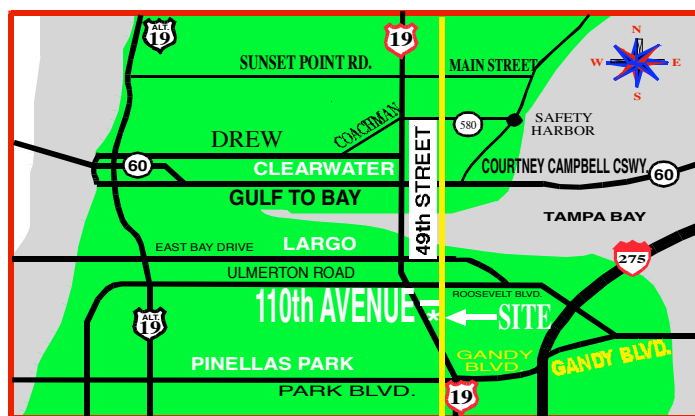 ALT.
19
19
N
W E
S
SUNSET POINT RD.
MAIN STREET
COACHMAN
580
SAFETY
HARBOR
DREW
49th STREET
60
CLEARWATER
COURTNEY CAMPBELL CSWY.
60
GULF TO BAY
TAMPA BAY
EAST BAY DRIVE
LARGO
275
ULMERTON ROAD
ROOSEVELT BLVD.
110th AVENUE
* SITE
ALT.
19
PINELLAS PARK
GANDY
BLVD.
GANDY BLVD.
PARK BLVD.
19